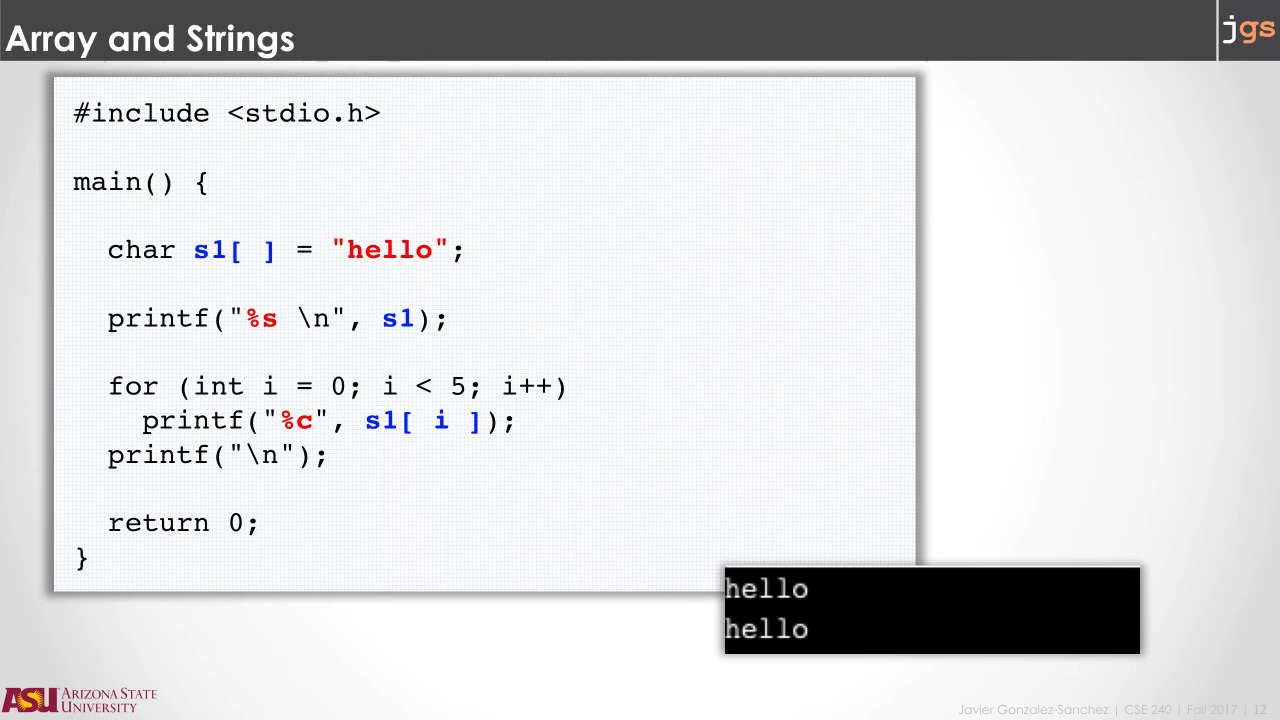 Array and Strings
jgs
#include <stdio.h>
main() {
char s1[ ] = "hello";
printf("%s \n", s1);
for (int i = 0; i < 5; i++)
printf("%c", s1[ i ]);
printf("\n");
return 0;
}
hello
hello
ASU ARIZONA STATE
UNIVERSITY
Javier Gonzalez-Sanchez | CSE 240 | Fall 2017 | 12